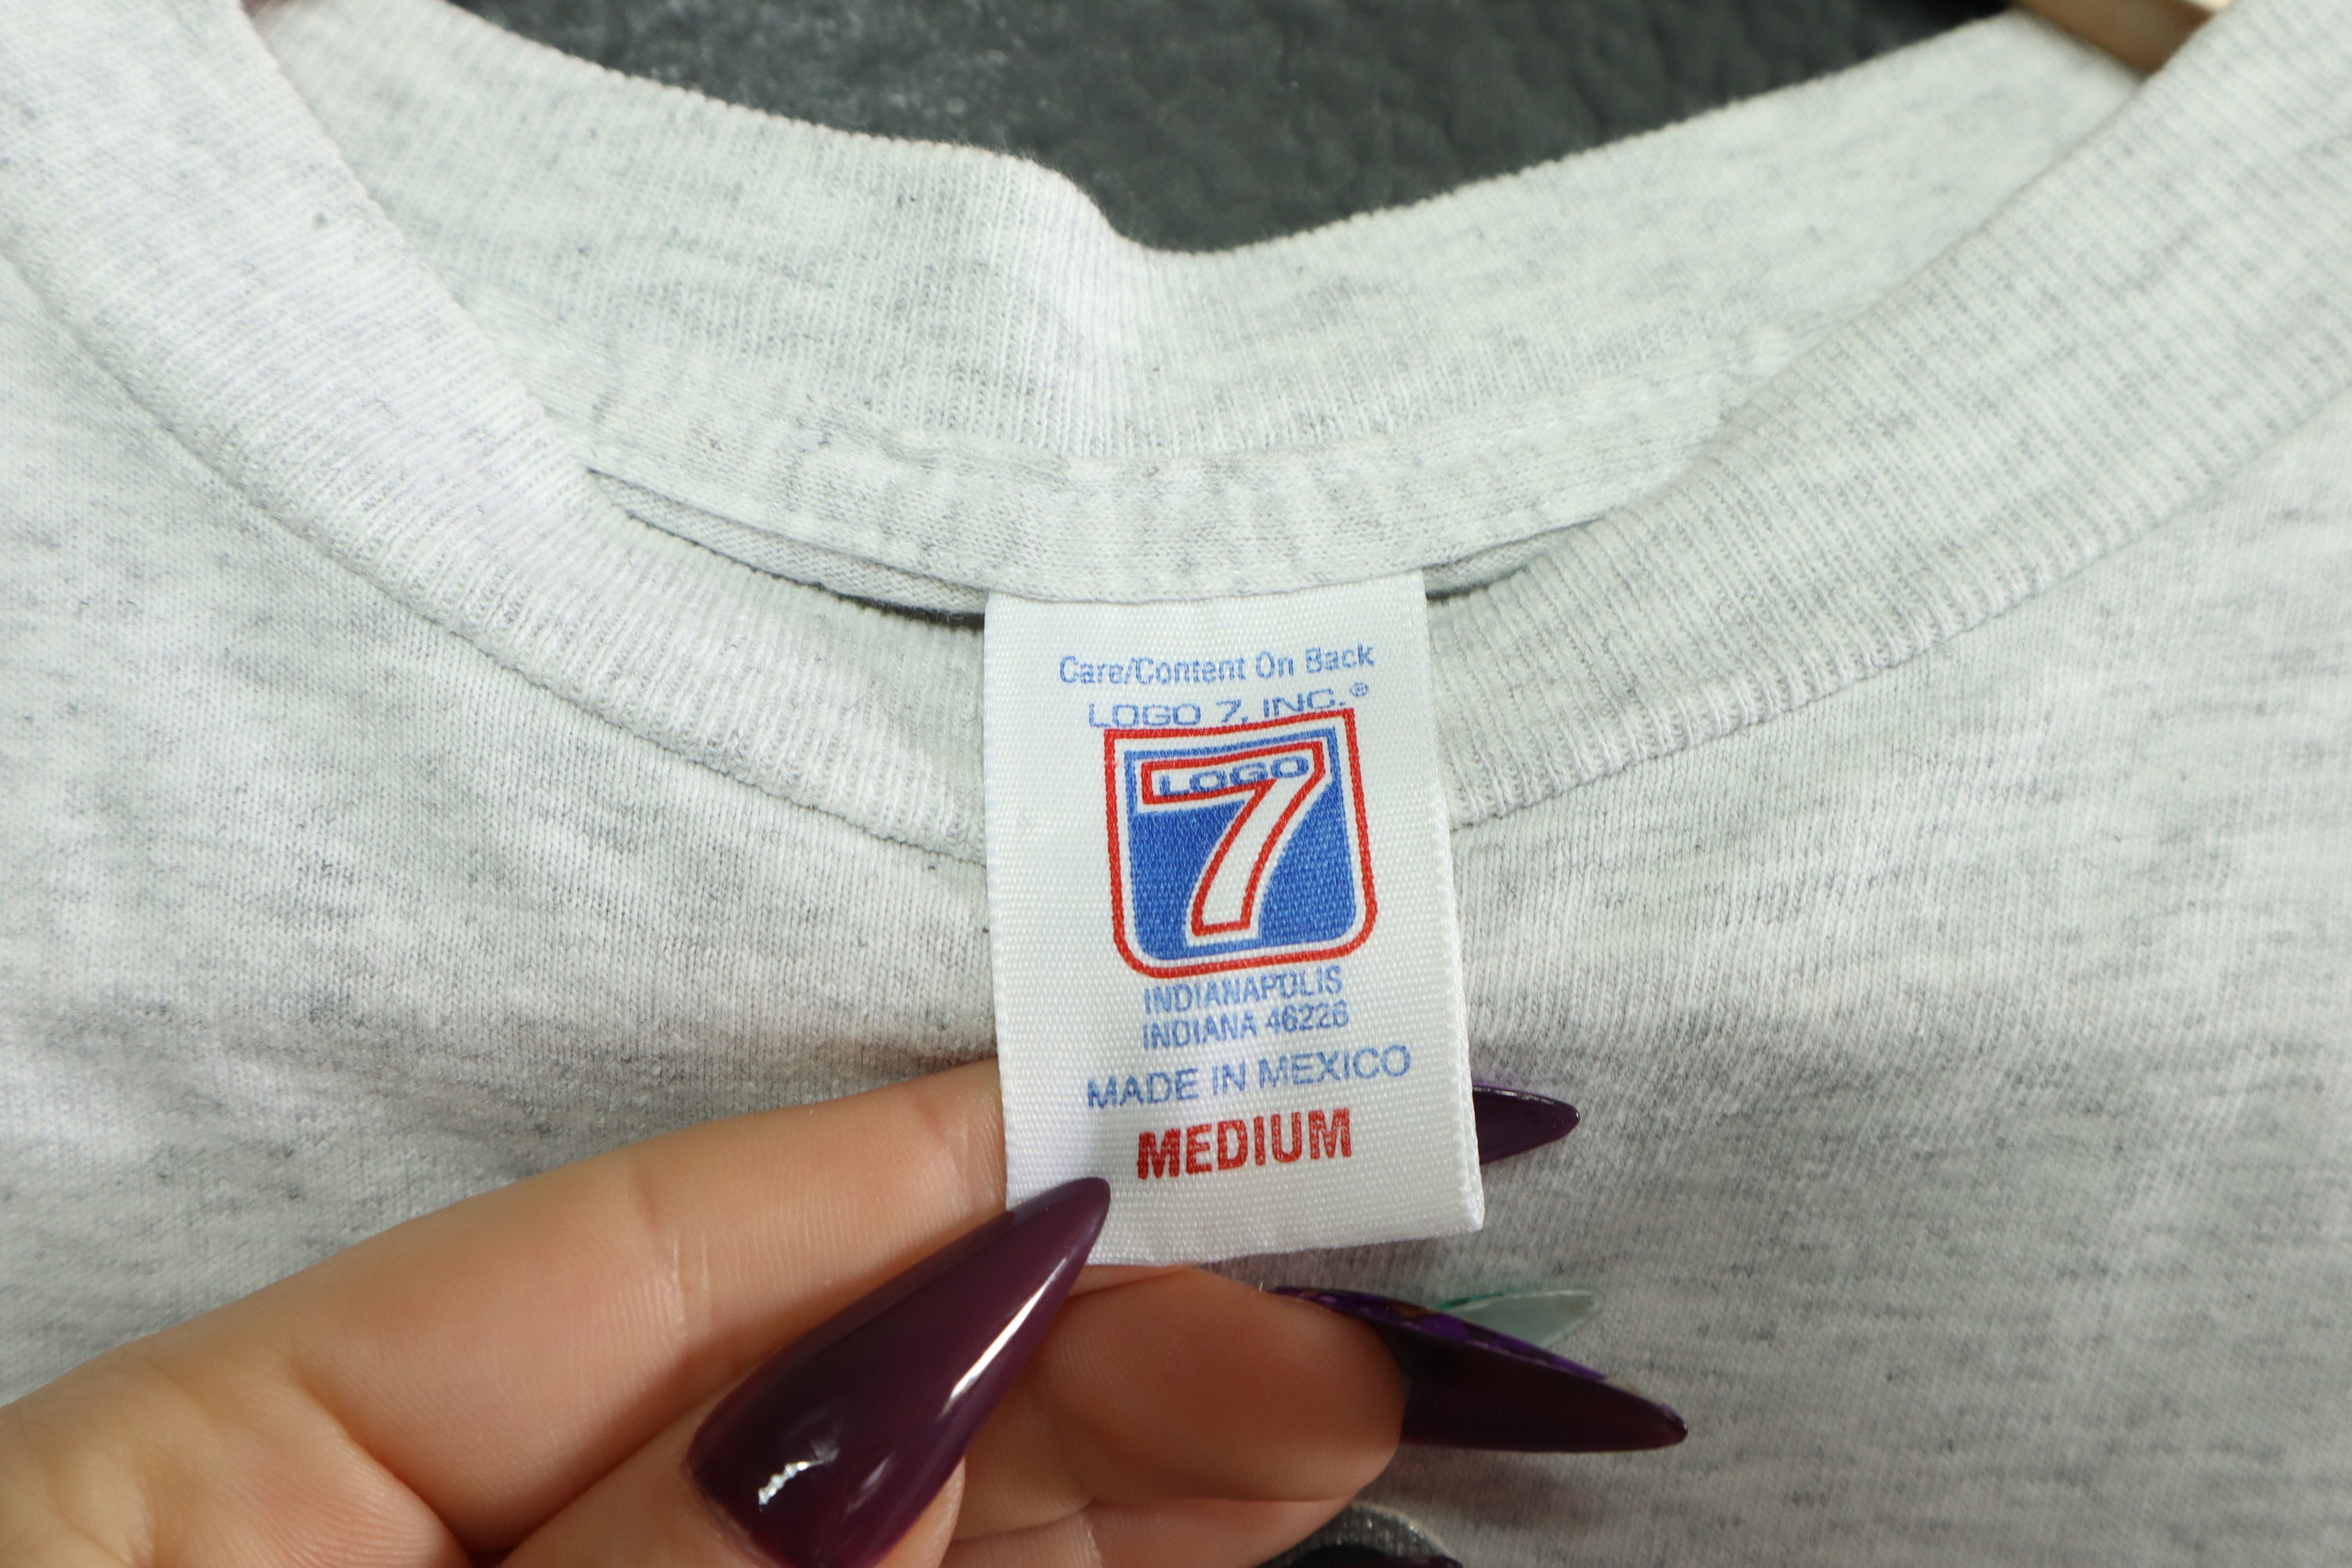 Care/Content On Back
LOGO 7, INC.®
LOGO
7
INDIANAPOLIS
INDIANA 46226
MADE IN MEXICO
MEDIUM